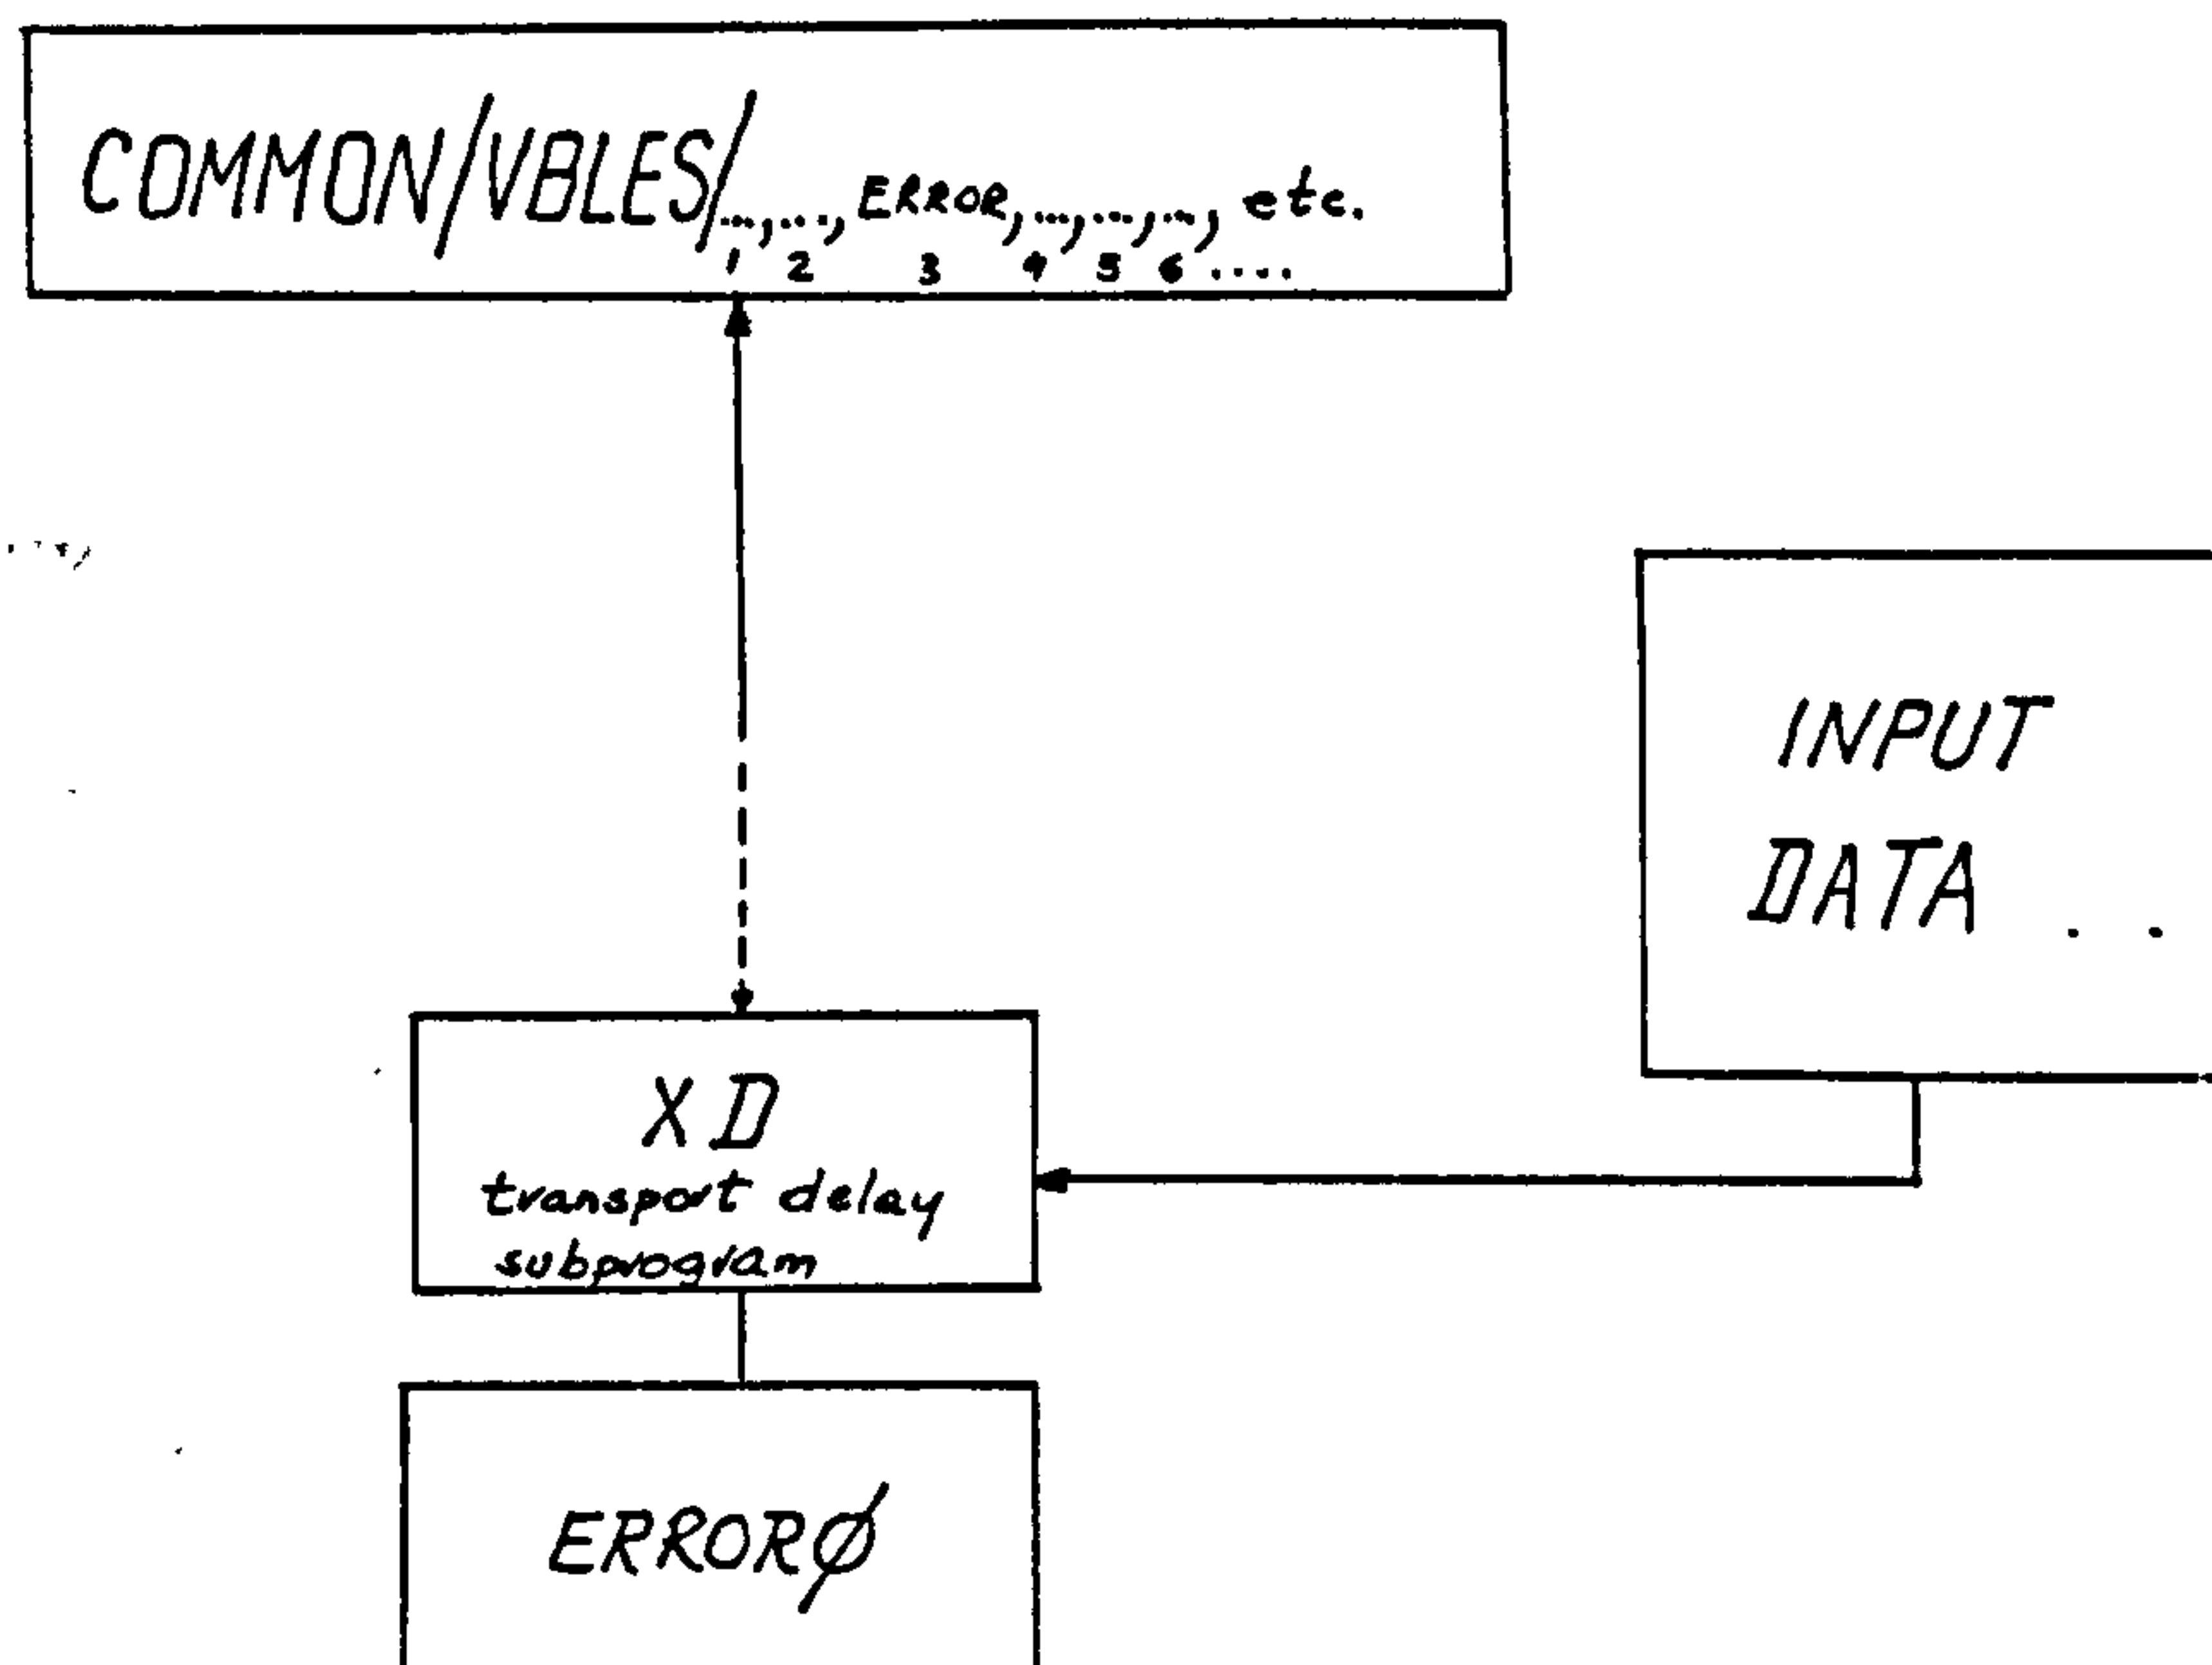 COMMON/VBLES/...,...,ERROR,...,...,...,etc.
1 2 3 4 5 6 ....
INPUT
DATA . .
XD
transport delay
subprogram
ERRORØ